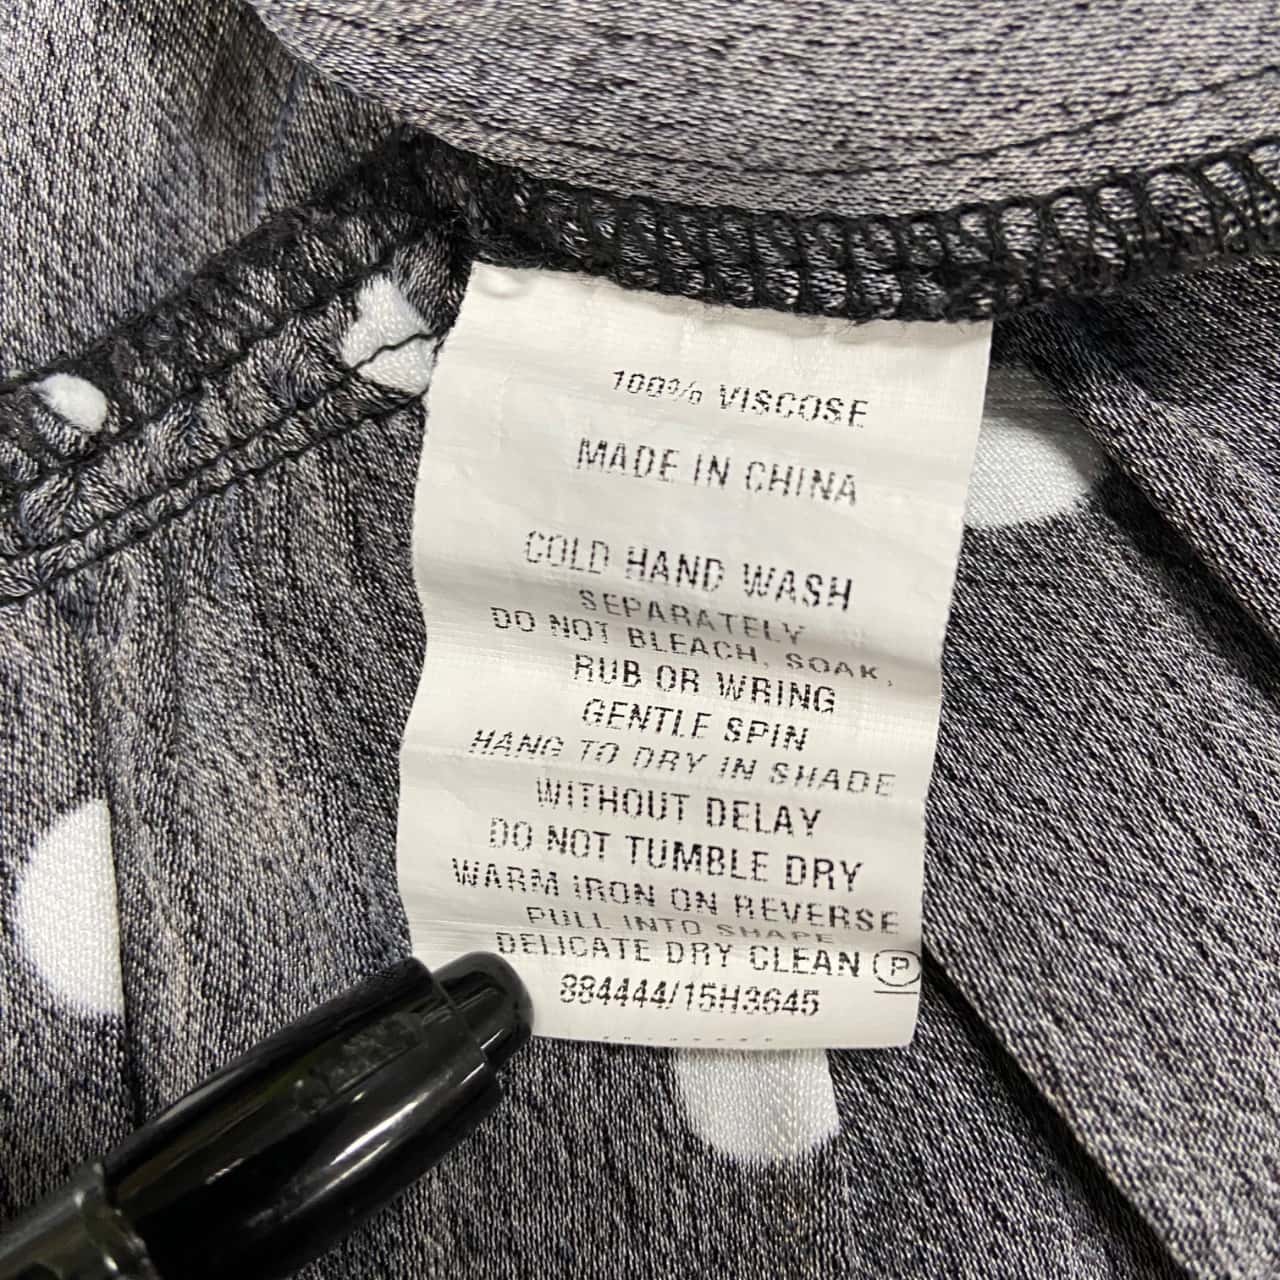 100% VISCOSE
MADE IN CHINA
COLD HAND WASH
SEPARATELY
DO NOT BLEACH, SOAK,
RUB OR WRING
GENTLE SPIN
HANG TO DRY IN SHADE
WITHOUT DELAY
DO NOT TUMBLE DRY
WARM IRON ON REVERSE
PULL INTO SHAPE
DELICATE DRY CLEAN P
884444/15H3645